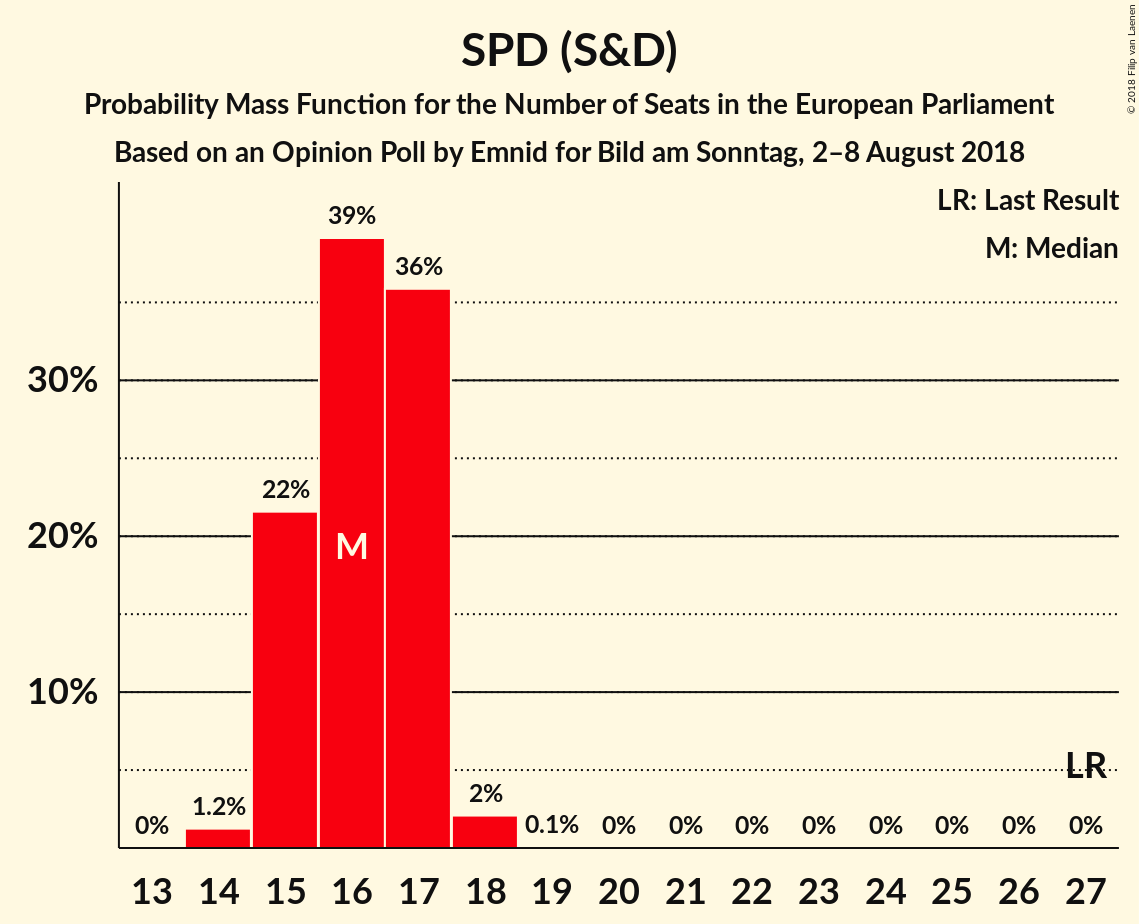 SPD (S&D)
Probability Mass Function for the Number of Seats in the European Parliament
Based on an Opinion Poll by Emnid for Bild am Sonntag, 2–8 August 2018
© 2018 Filip van Laenen
LR: Last Result
M: Median
39%
36%
30%
22%
20%
M
10%
LR
0% 1.2% 2% 0.1% 0% 0% 0% 0% 0% 0% 0% 0%
13 14 15 16 17 18 19 20 21 22 23 24 25 26 27